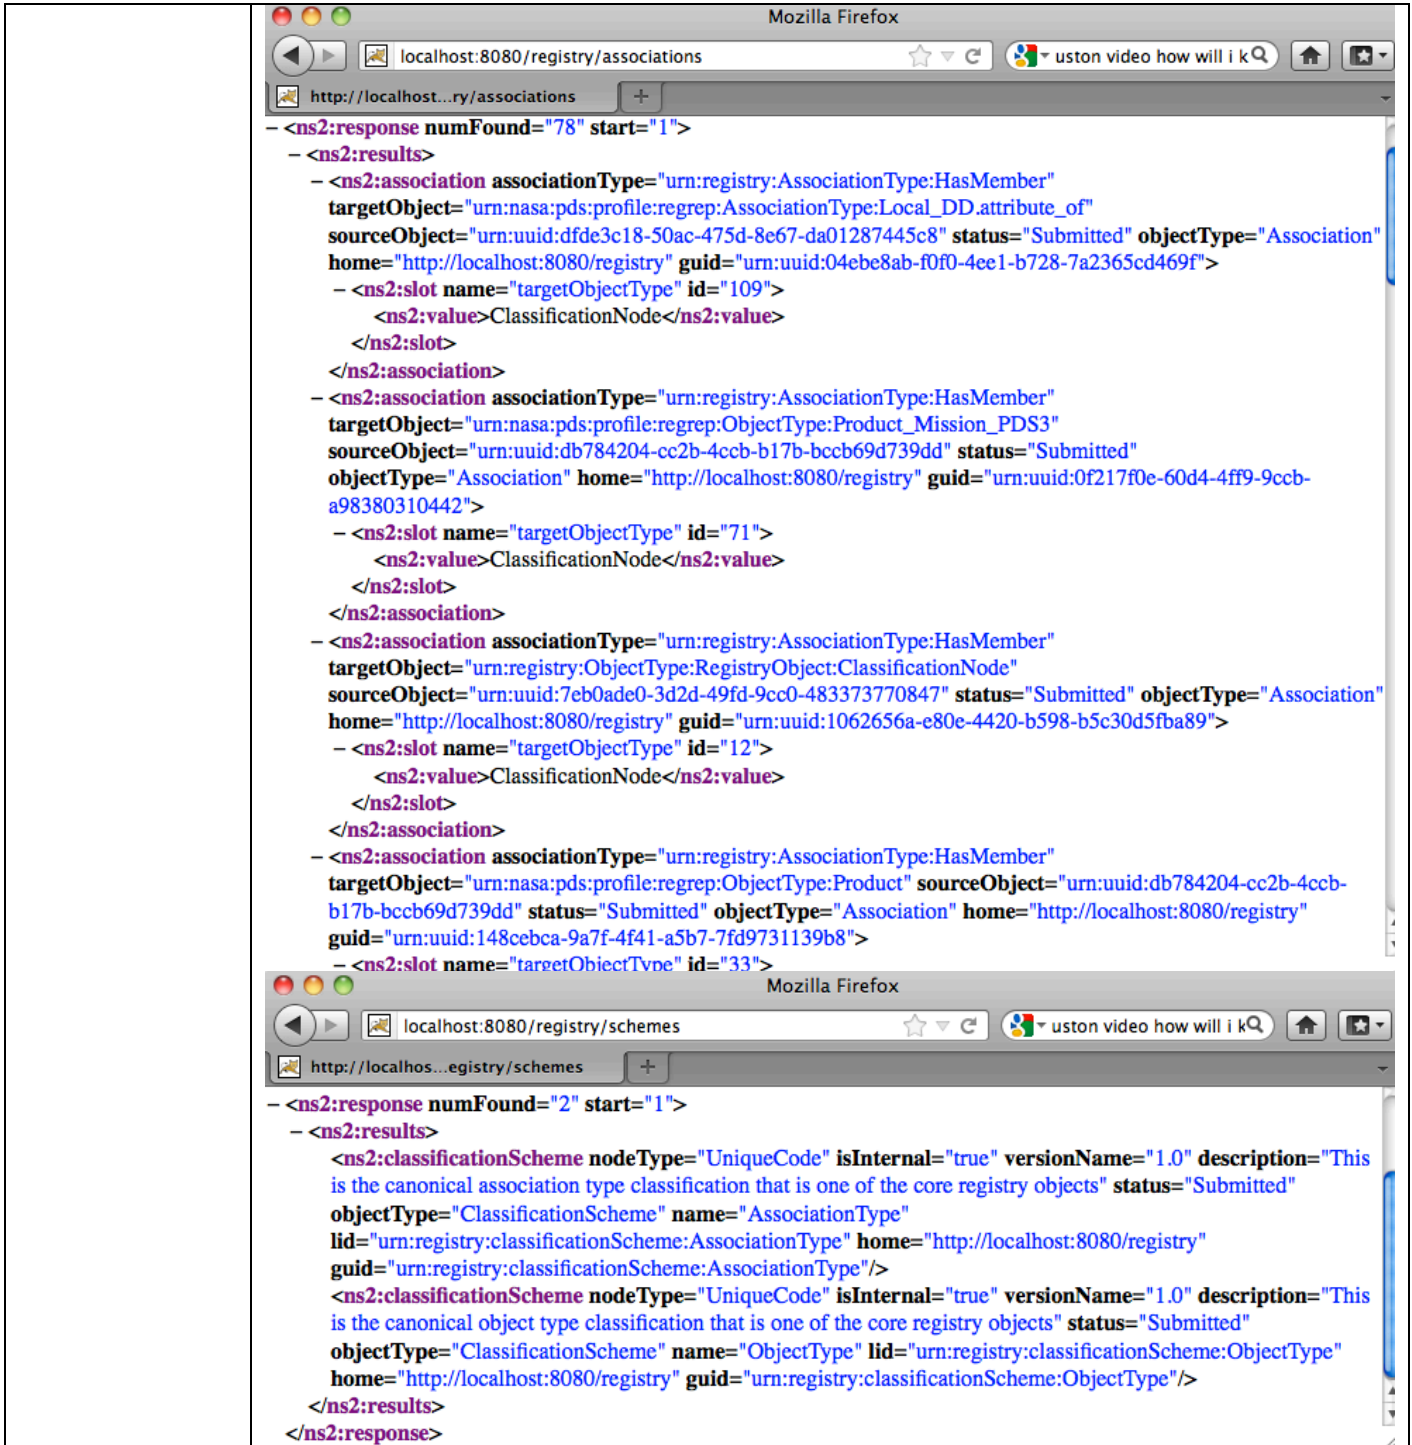 Mozilla Firefox
localhost:8080/registry/associations
uston video how will i k
http://localhost...ry/associations
– <ns2:response numFound="78" start="1">
– <ns2:results>
– <ns2:association associationType="urn:registry:AssociationType:HasMember"
targetObject="urn:nasa:pds:profile:regrep:AssociationType:Local_DD.attribute_of"
sourceObject="urn:uuid:dfde3c18-50ac-475d-8e67-da01287445c8" status="Submitted" objectType="Association"
home="http://localhost:8080/registry" guid="urn:uuid:04ebe8ab-f0f0-4ee1-b728-7a2365cd469f">
– <ns2:slot name="targetObjectType" id="109">
<ns2:value>ClassificationNode</ns2:value>
</ns2:slot>
</ns2:association>
– <ns2:association associationType="urn:registry:AssociationType:HasMember"
targetObject="urn:nasa:pds:profile:regrep:ObjectType:Product_Mission_PDS3"
sourceObject="urn:uuid:db784204-cc2b-4ccb-b17b-bccb69d739dd" status="Submitted"
objectType="Association" home="http://localhost:8080/registry" guid="urn:uuid:0f217f0e-60d4-4ff9-9ccb-
a98380310442">
– <ns2:slot name="targetObjectType" id="71">
<ns2:value>ClassificationNode</ns2:value>
</ns2:slot>
</ns2:association>
– <ns2:association associationType="urn:registry:AssociationType:HasMember"
targetObject="urn:registry:ObjectType:RegistryObject:ClassificationNode"
sourceObject="urn:uuid:7eb0ade0-3d2d-49fd-9cc0-483373770847" status="Submitted" objectType="Association"
home="http://localhost:8080/registry" guid="urn:uuid:1062656a-e80e-4420-b598-b5c30d5fba89">
– <ns2:slot name="targetObjectType" id="12">
<ns2:value>ClassificationNode</ns2:value>
</ns2:slot>
</ns2:association>
– <ns2:association associationType="urn:registry:AssociationType:HasMember"
targetObject="urn:nasa:pds:profile:regrep:ObjectType:Product" sourceObject="urn:uuid:db784204-cc2b-4ccb-
b17b-bccb69d739dd" status="Submitted" objectType="Association" home="http://localhost:8080/registry"
guid="urn:uuid:148cebca-9a7f-4f41-a5b7-7fd9731139b8">
– <ns2:slot name="targetObjectType" id="33">
Mozilla Firefox
localhost:8080/registry/schemes
uston video how will i k
http://localhos...egistry/schemes
– <ns2:response numFound="2" start="1">
– <ns2:results>
<ns2:classificationScheme nodeType="UniqueCode" isInternal="true" versionName="1.0" description="This
is the canonical association type classification that is one of the core registry objects" status="Submitted"
objectType="ClassificationScheme" name="AssociationType"
lid="urn:registry:classificationScheme:AssociationType" home="http://localhost:8080/registry"
guid="urn:registry:classificationScheme:AssociationType"/>
<ns2:classificationScheme nodeType="UniqueCode" isInternal="true" versionName="1.0" description="This
is the canonical object type classification that is one of the core registry objects" status="Submitted"
objectType="ClassificationScheme" name="ObjectType" lid="urn:registry:classificationScheme:ObjectType"
home="http://localhost:8080/registry" guid="urn:registry:classificationScheme:ObjectType"/>
</ns2:results>
</ns2:response>